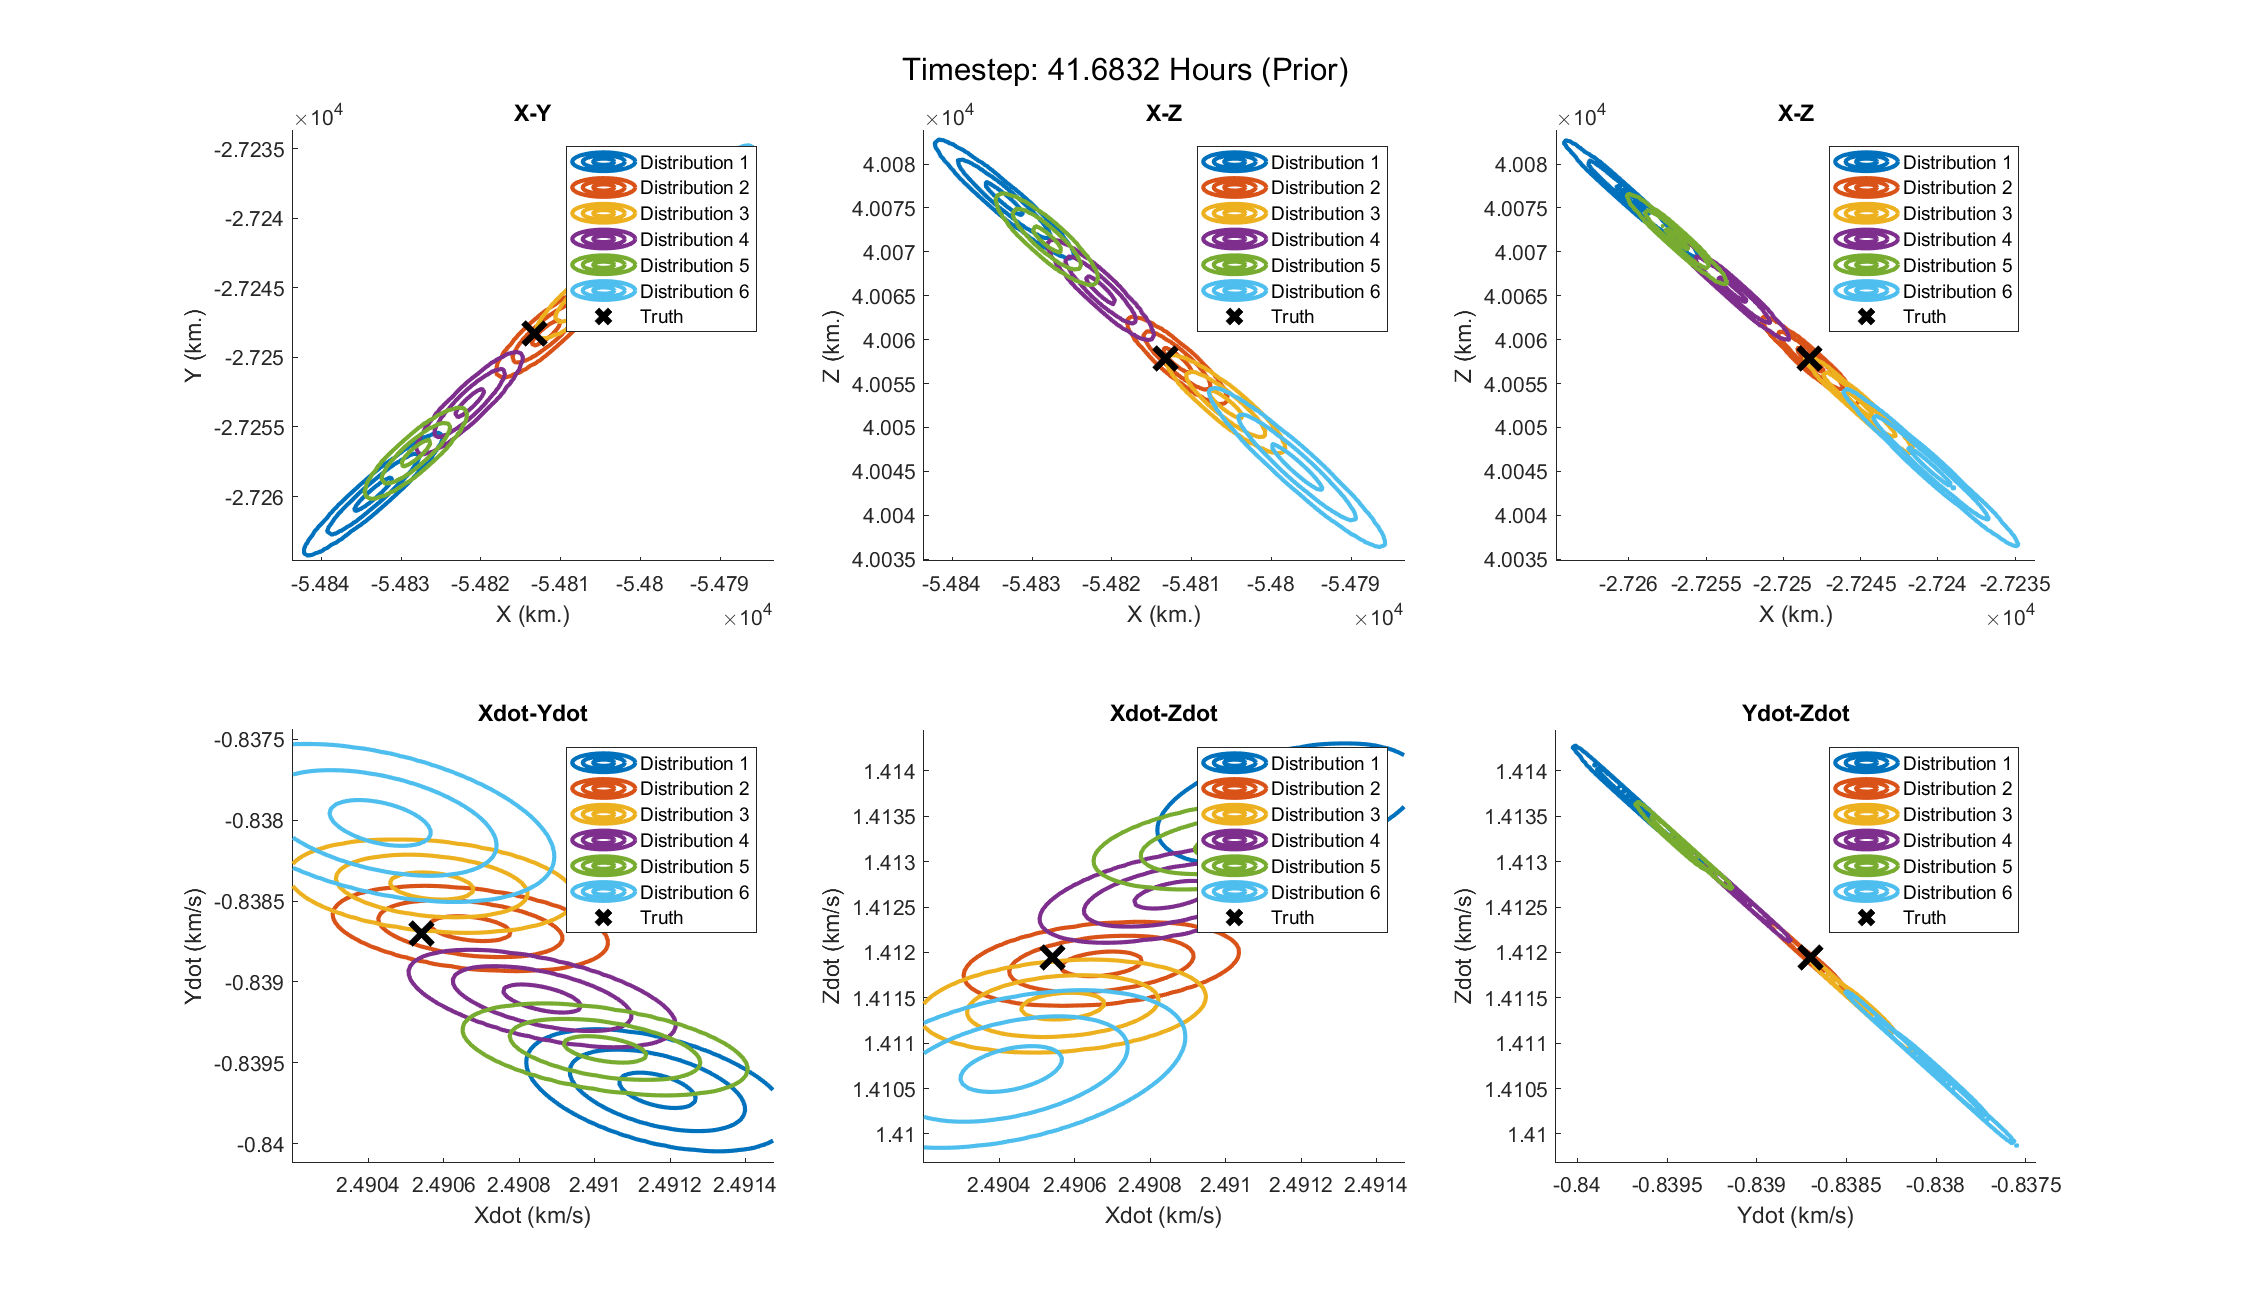 Timestep: 41.6832 Hours (Prior)
X-Y
×10⁴
-2.7235
-2.724
-2.7245
-2.725
-2.7255
-2.726
Y (km.)
-5.484 -5.483 -5.482 -5.481 -5.48 -5.479
X (km.)
×10⁴
Distribution 1
Distribution 2
Distribution 3
Distribution 4
Distribution 5
Distribution 6
Truth
X-Z
×10⁴
4.008
4.0075
4.007
4.0065
4.006
4.0055
4.005
4.0045
4.004
4.0035
Z (km.)
-5.484 -5.483 -5.482 -5.481 -5.48 -5.479
X (km.)
×10⁴
Distribution 1
Distribution 2
Distribution 3
Distribution 4
Distribution 5
Distribution 6
Truth
X-Z
×10⁴
4.008
4.0075
4.007
4.0065
4.006
4.0055
4.005
4.0045
4.004
4.0035
Z (km.)
-2.726 -2.7255 -2.725 -2.7245 -2.724 -2.7235
X (km.)
×10⁴
Distribution 1
Distribution 2
Distribution 3
Distribution 4
Distribution 5
Distribution 6
Truth
Xdot-Ydot
-0.8375
-0.838
-0.8385
-0.839
-0.8395
-0.84
Ydot (km/s)
2.4904 2.4906 2.4908 2.491 2.4912 2.4914
Xdot (km/s)
Distribution 1
Distribution 2
Distribution 3
Distribution 4
Distribution 5
Distribution 6
Truth
Xdot-Zdot
1.414
1.4135
1.413
1.4125
1.412
1.4115
1.411
1.4105
1.41
Zdot (km/s)
2.4904 2.4906 2.4908 2.491 2.4912 2.4914
Xdot (km/s)
Distribution 1
Distribution 2
Distribution 3
Distribution 4
Distribution 5
Distribution 6
Truth
Ydot-Zdot
1.414
1.4135
1.413
1.4125
1.412
1.4115
1.411
1.4105
1.41
Zdot (km/s)
-0.84 -0.8395 -0.839 -0.8385 -0.838 -0.8375
Ydot (km/s)
Distribution 1
Distribution 2
Distribution 3
Distribution 4
Distribution 5
Distribution 6
Truth